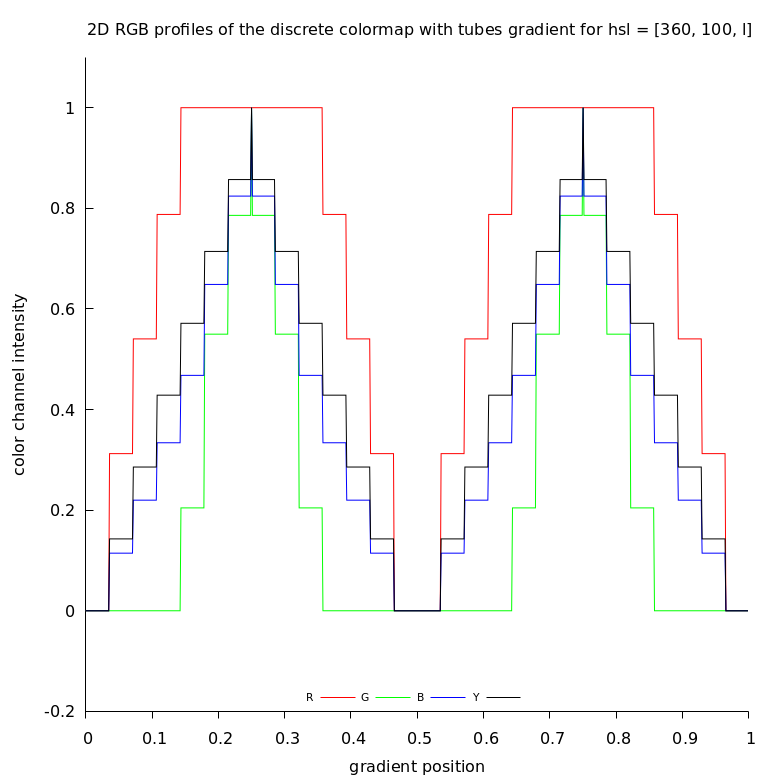 2D RGB profiles of the discrete colormap with tubes gradient for hsl = [360, 100, l]
1
0.8
0.6
0.4
0.2
0
-0.2
color channel intensity
R G B Y
0 0.1 0.2 0.3 0.4 0.5 0.6 0.7 0.8 0.9 1
gradient position